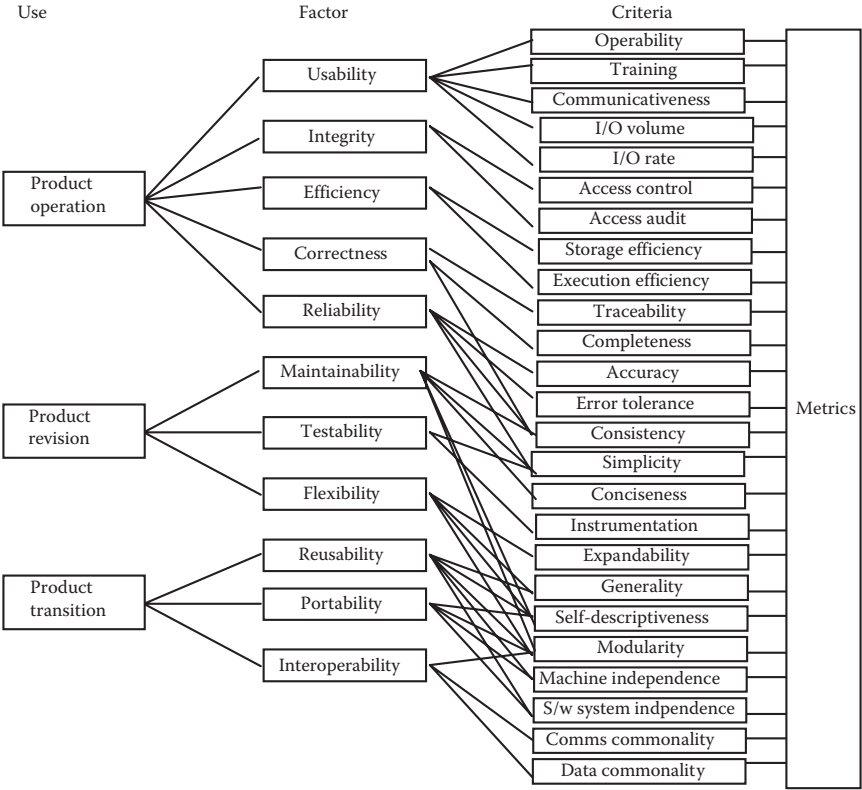 Use
Factor
Criteria
Product
operation
Product
revision
Product
transition
Usability
Integrity
Efficiency
Correctness
Reliability
Maintainability
Testability
Flexibility
Reusability
Portability
Interoperability
Operability
Training
Communicativeness
I/O volume
I/O rate
Access control
Access audit
Storage efficiency
Execution efficiency
Traceability
Completeness
Accuracy
Error tolerance
Consistency
Simplicity
Conciseness
Instrumentation
Expandability
Generality
Self-descriptiveness
Modularity
Machine independence
S/w system indpendence
Comms commonality
Data commonality
Metrics